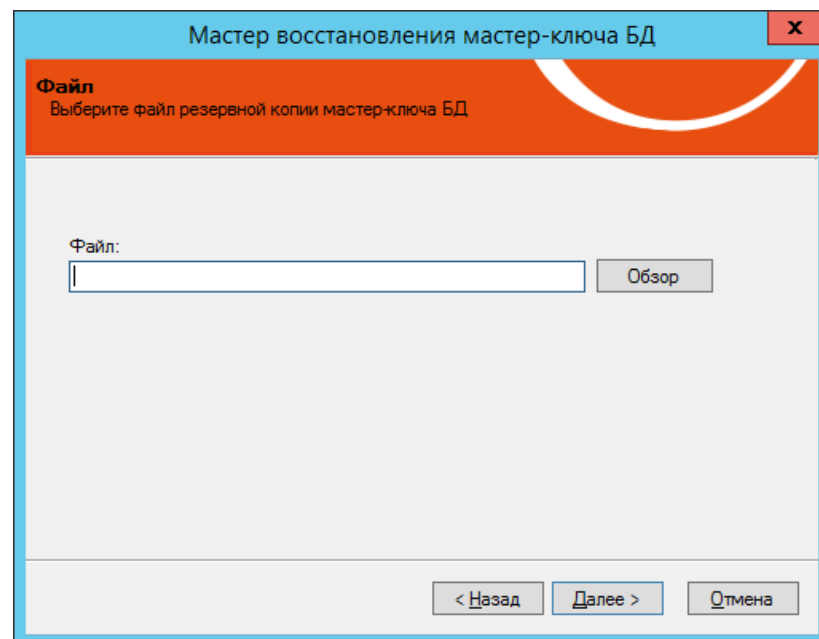 Мастер восстановления мастер-ключа БД
x
Файл
Выберите файл резервной копии мастер-ключа БД
Файл:
Обзор
< Назад
Далее >
Отмена